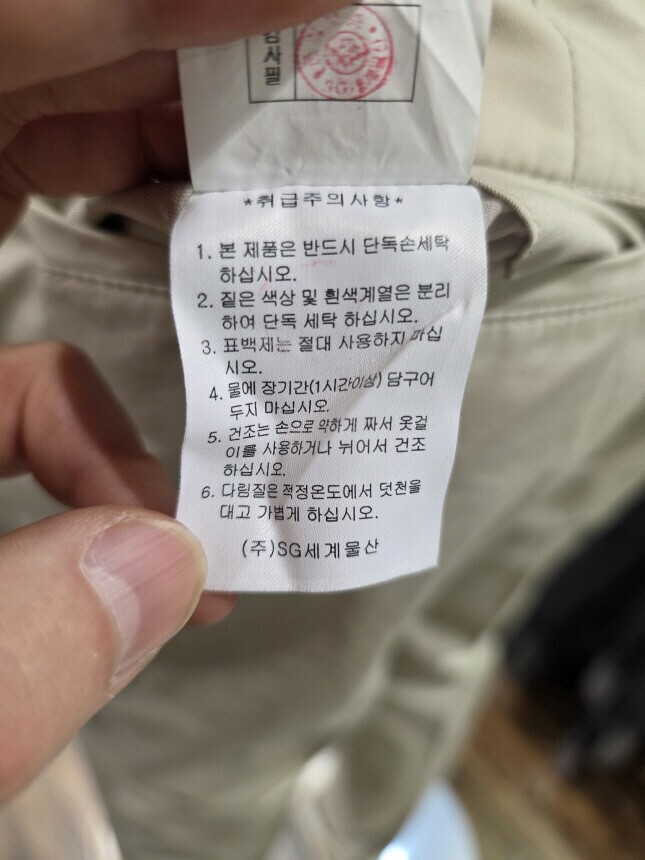 검사필
*취급주의사항*
1. 본 제품은 반드시 단독손세탁
하십시오.
2. 짙은 색상 및 흰색계열은 분리
하여 단독 세탁 하십시오.
3. 표백제는 절대 사용하지 마십
시오.
4. 물에 장기간(1시간이상) 담구어
두지 마십시오.
5. 건조는 손으로 약하게 짜서 옷걸
이를 사용하거나 뉘어서 건조
하십시오.
6. 다림질은 적정온도에서 덧천을
대고 가볍게 하십시오.
(주)SG세계물산